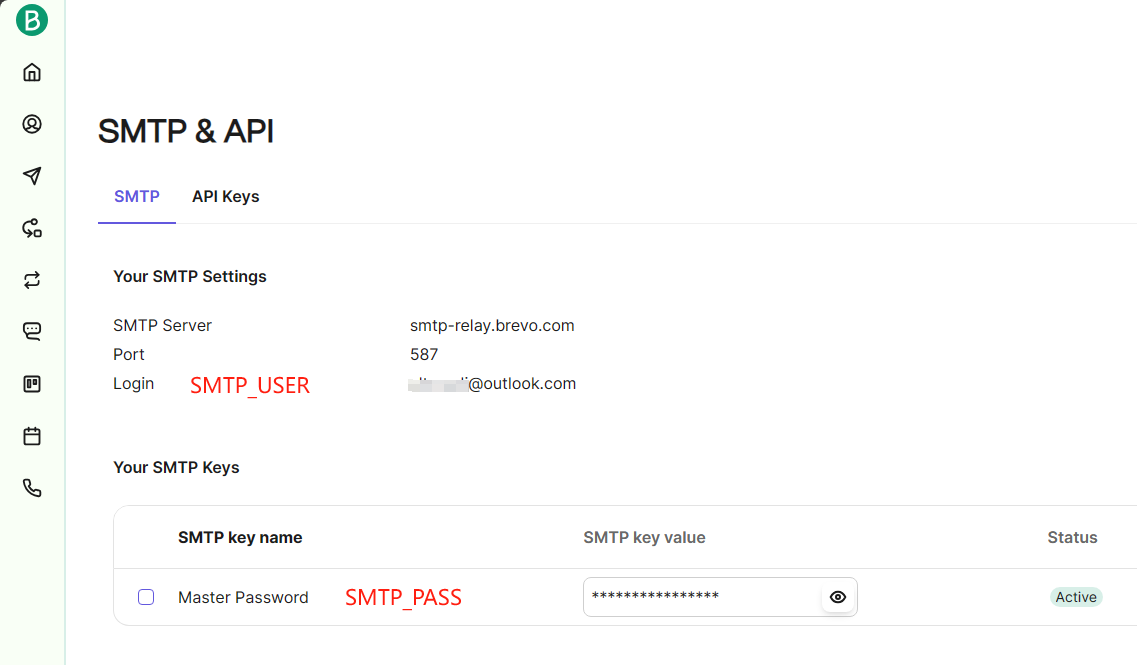 B
SMTP & API
SMTP API Keys
Your SMTP Settings
SMTP Server smtp-relay.brevo.com
Port 587
Login SMTP_USER @outlook.com
Your SMTP Keys
SMTP key name SMTP key value Status
Master Password SMTP_PASS **************** Active